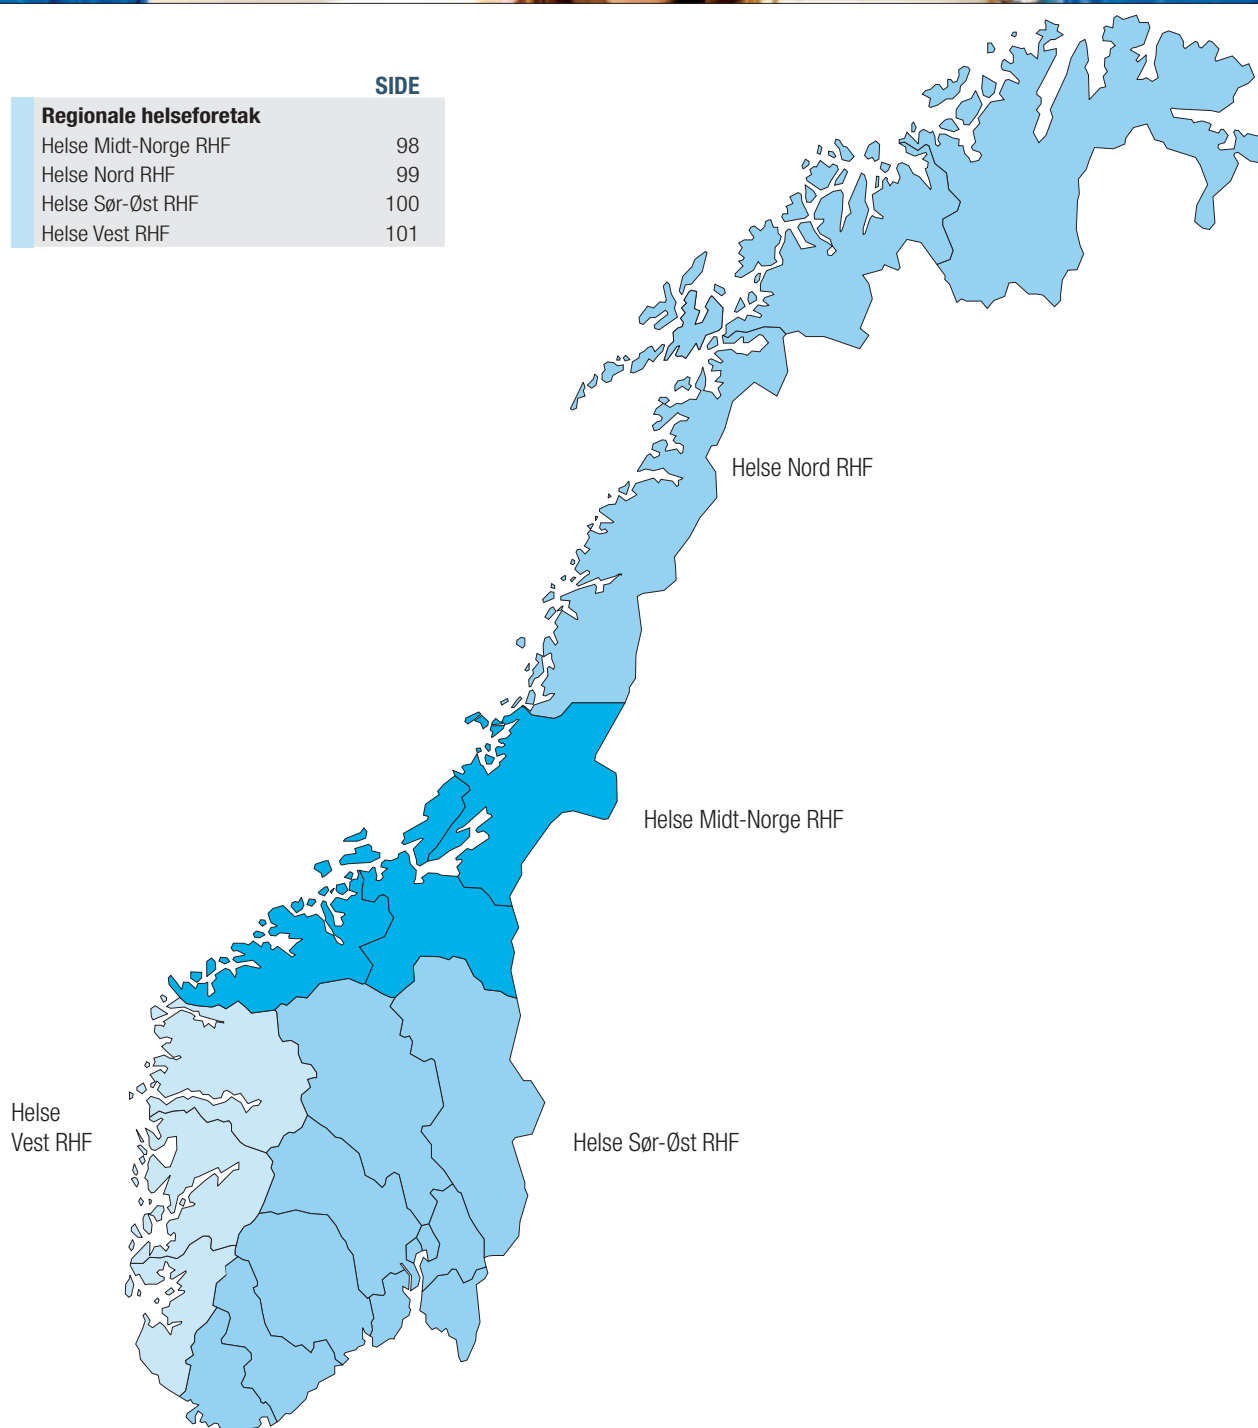 SIDE
Regionale helseforetak
Helse Midt-Norge RHF 98
Helse Nord RHF 99
Helse Sør-Øst RHF 100
Helse Vest RHF 101
Helse Nord RHF
Helse Midt-Norge RHF
Helse
Vest RHF
Helse Sør-Øst RHF